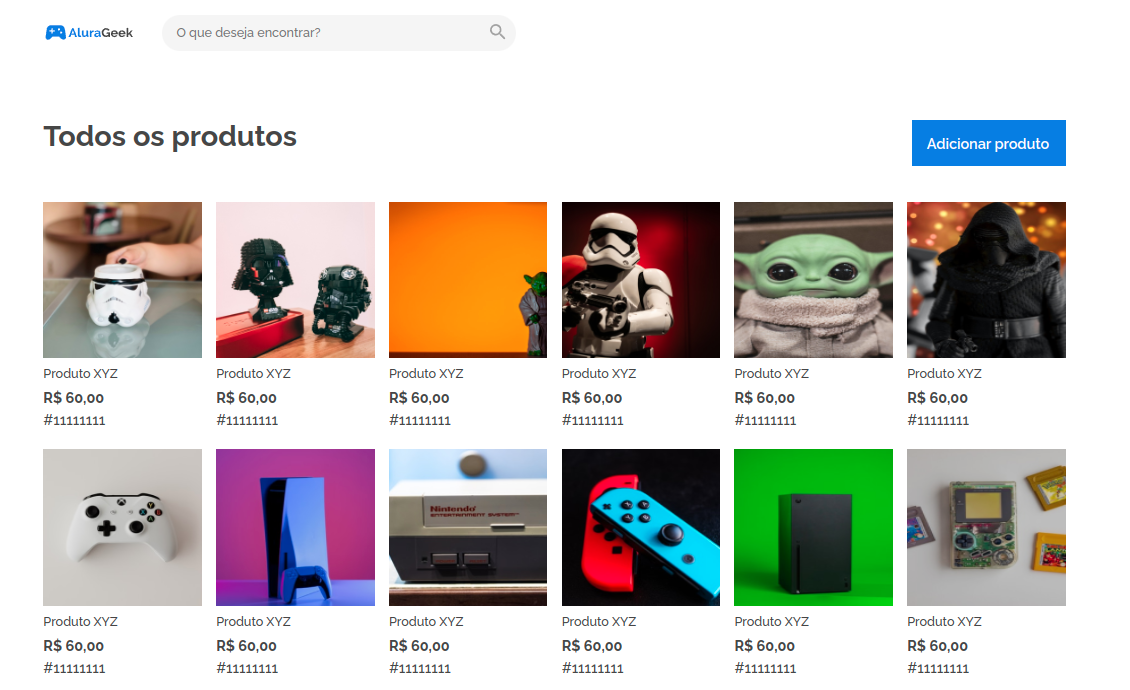 AluraGeek
O que deseja encontrar?
Todos os produtos
Adicionar produto
Produto XYZ
R$ 60,00
#11111111
Produto XYZ
R$ 60,00
#11111111
Produto XYZ
R$ 60,00
#11111111
Produto XYZ
R$ 60,00
#11111111
Produto XYZ
R$ 60,00
#11111111
Produto XYZ
R$ 60,00
#11111111
Nintendo
ENTERTAINMENT SYSTEM™
Produto XYZ
R$ 60,00
#11111111
Produto XYZ
R$ 60,00
#11111111
Produto XYZ
R$ 60,00
#11111111
Produto XYZ
R$ 60,00
#11111111
Produto XYZ
R$ 60,00
#11111111
Produto XYZ
R$ 60,00
#11111111